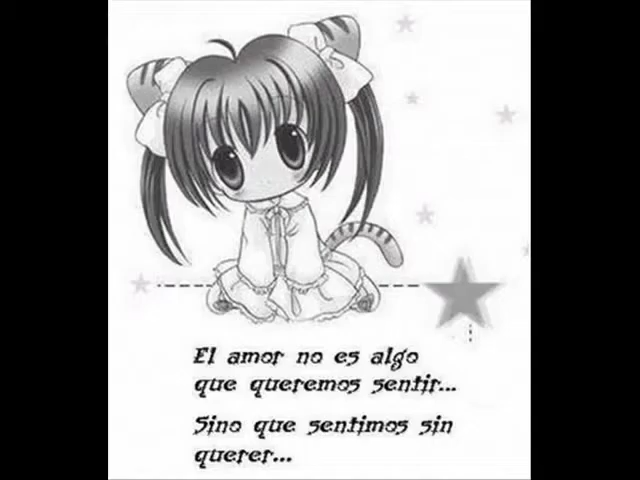 El amor no es algo
que queremos sentir...
Sino que sentimos sin
querer...